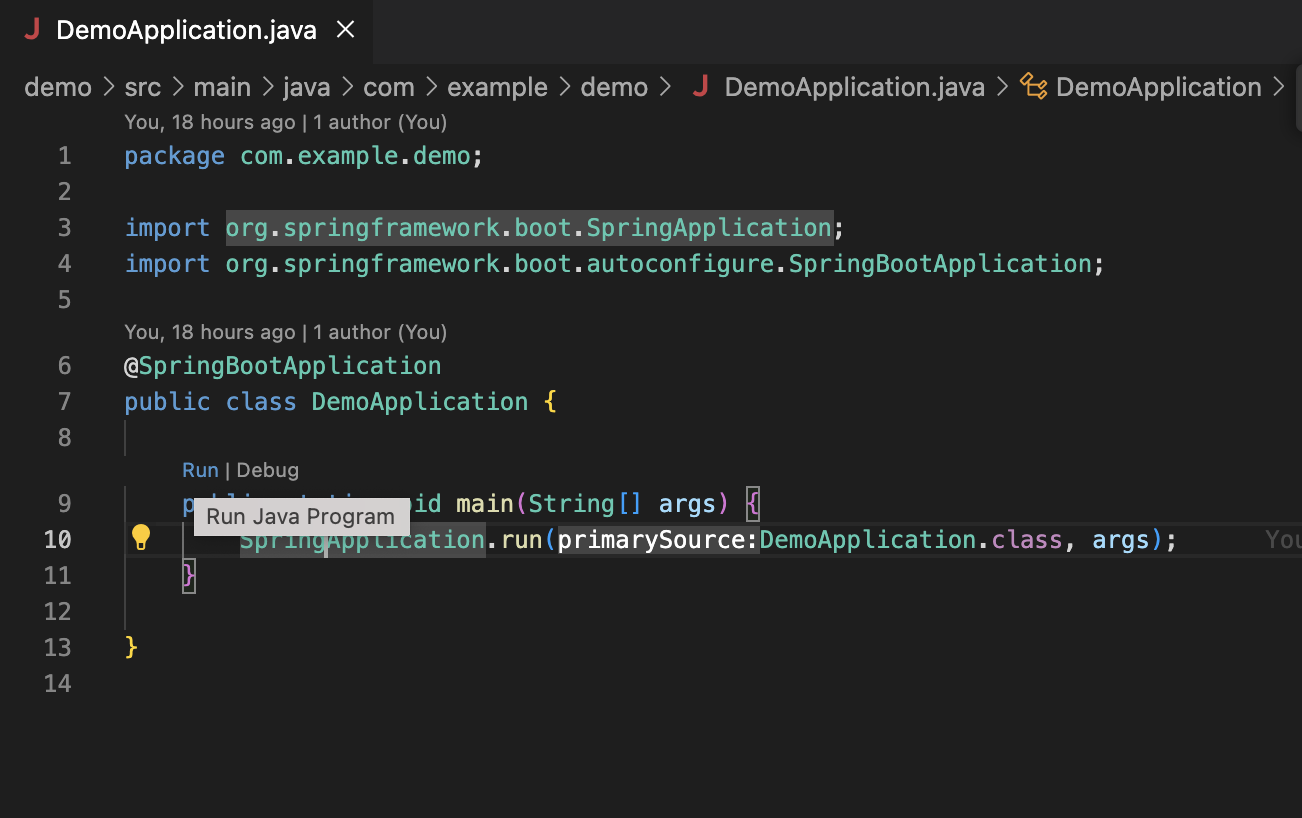 J DemoApplication.java ×
demo > src > main > java > com > example > demo > J DemoApplication.java > DemoApplication >
You, 18 hours ago | 1 author (You)
1 package com.example.demo;
2
3 import org.springframework.boot.SpringApplication;
4 import org.springframework.boot.autoconfigure.SpringBootApplication;
5
You, 18 hours ago | 1 author (You)
6 @SpringBootApplication
7 public class DemoApplication {
8
Run | Debug
9 main(String[] args) {
Run Java Program
10 SpringApplication.run(primarySource:DemoApplication.class, args); You
11 }
12
13 }
14